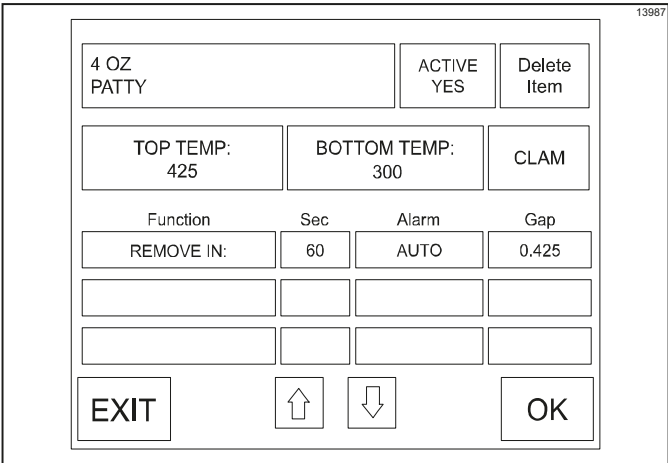 13987
4 OZ
PATTY
ACTIVE
YES
Delete
Item
TOP TEMP:
425
BOTTOM TEMP:
300
CLAM
Function Sec Alarm Gap
REMOVE IN: 60 AUTO 0.425
EXIT OK